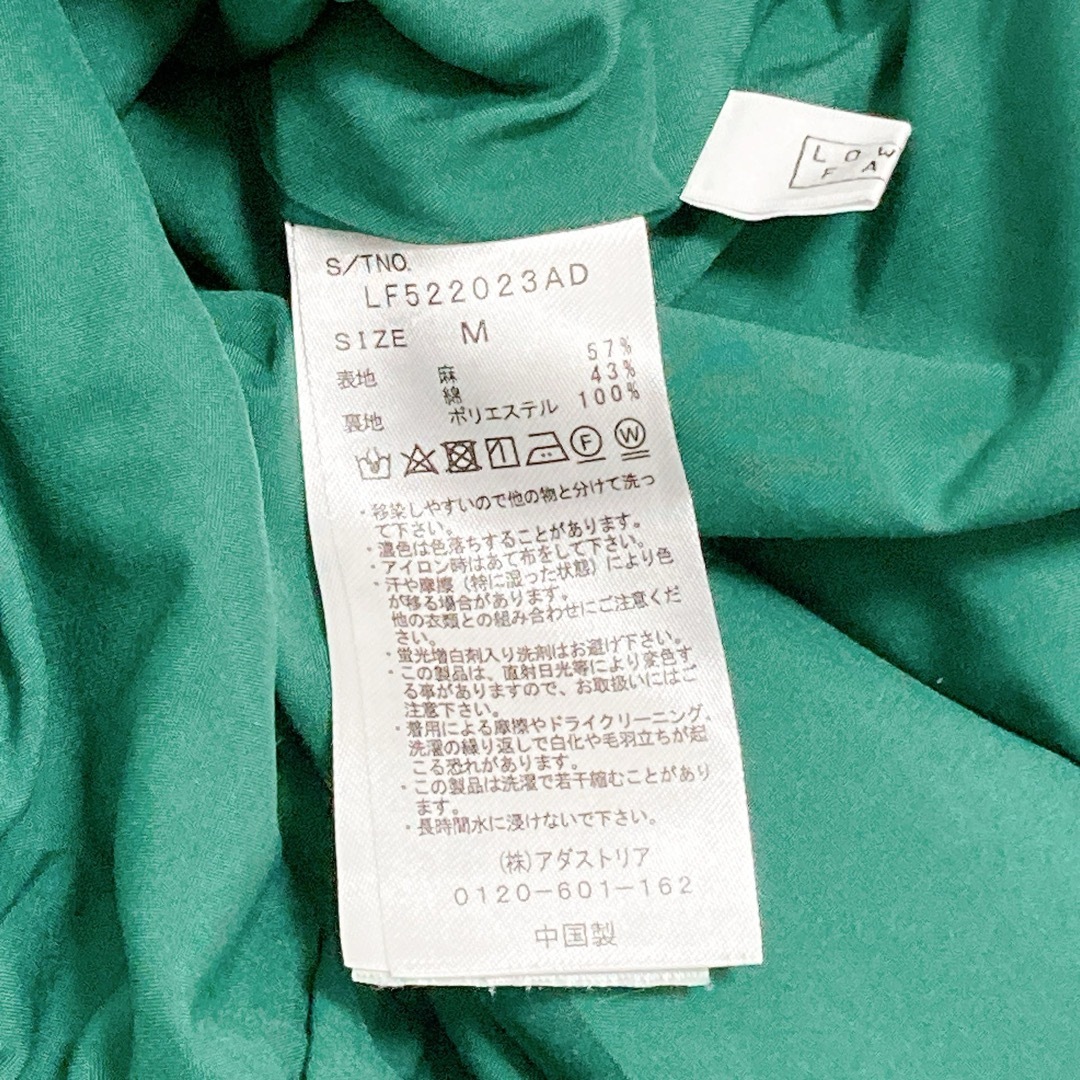 LOW
FA
S/TNO.
LF522023AD
SIZE M
57%
表地 麻 43%
綿 100%
裏地 ポリエステル
F W
・移染しやすいので他の物と分けて洗っ
て下さい。
・濃色は色落ちすることがあります。
・アイロン時はあて布をして下さい。
・汗や摩擦（特に湿った状態）により色
が移る場合があります。
他の衣類との組み合わせにご注意くだ
さい。
・蛍光増白剤入り洗剤はお避け下さい。
・この製品は、直射日光等により変色す
る事がありますので、お取扱いにはご
注意下さい。
・着用による摩擦やドライクリーニング、
洗濯の繰り返しで白化や毛羽立ちが起
こる恐れがあります。
・この製品は洗濯で若干縮むことがあり
ます。
・長時間水に浸けないで下さい。
(株)アダストリア
0120-601-162
中国製